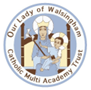 Our Lady of Walsingham
Catholic Multi Academy Trust